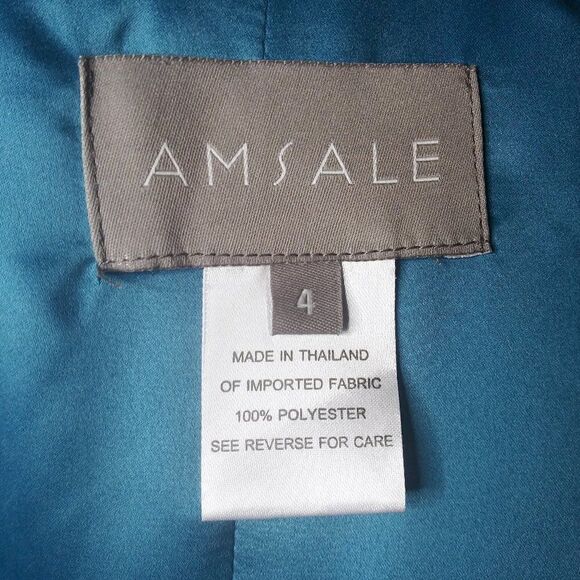 AMSALE
4
MADE IN THAILAND
OF IMPORTED FABRIC
100% POLYESTER
SEE REVERSE FOR CARE